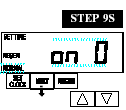 STEP 9S
SET TIME
REGEN
on 0
NORMAL
SET CLOCK
NEXT
REGEN